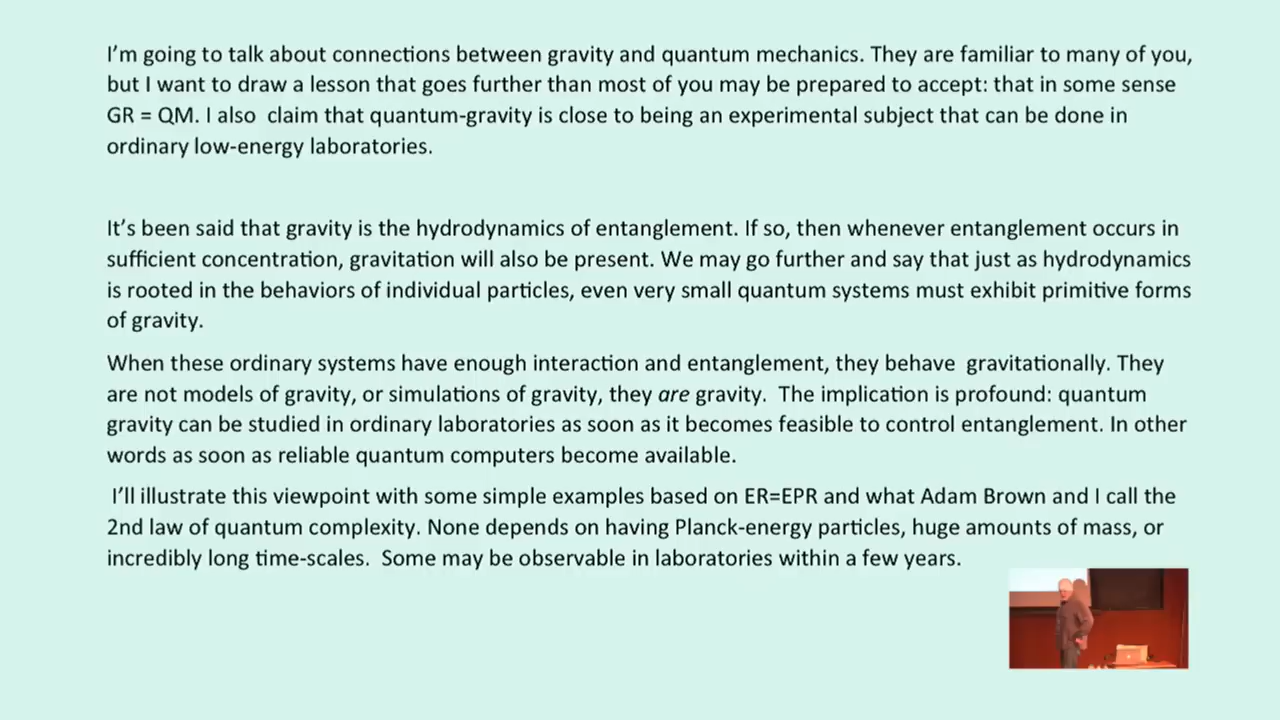 I’m going to talk about connections between gravity and quantum mechanics. They are familiar to many of you,
but I want to draw a lesson that goes further than most of you may be prepared to accept: that in some sense
GR = QM. I also  claim that quantum-gravity is close to being an experimental subject that can be done in
ordinary low-energy laboratories.
It’s been said that gravity is the hydrodynamics of entanglement. If so, then whenever entanglement occurs in
sufficient concentration, gravitation will also be present. We may go further and say that just as hydrodynamics
is rooted in the behaviors of individual particles, even very small quantum systems must exhibit primitive forms
of gravity.
When these ordinary systems have enough interaction and entanglement, they behave  gravitationally. They
are not models of gravity, or simulations of gravity, they are gravity.  The implication is profound: quantum
gravity can be studied in ordinary laboratories as soon as it becomes feasible to control entanglement. In other
words as soon as reliable quantum computers become available.
I’ll illustrate this viewpoint with some simple examples based on ER=EPR and what Adam Brown and I call the
2nd law of quantum complexity. None depends on having Planck-energy particles, huge amounts of mass, or
incredibly long time-scales.  Some may be observable in laboratories within a few years.